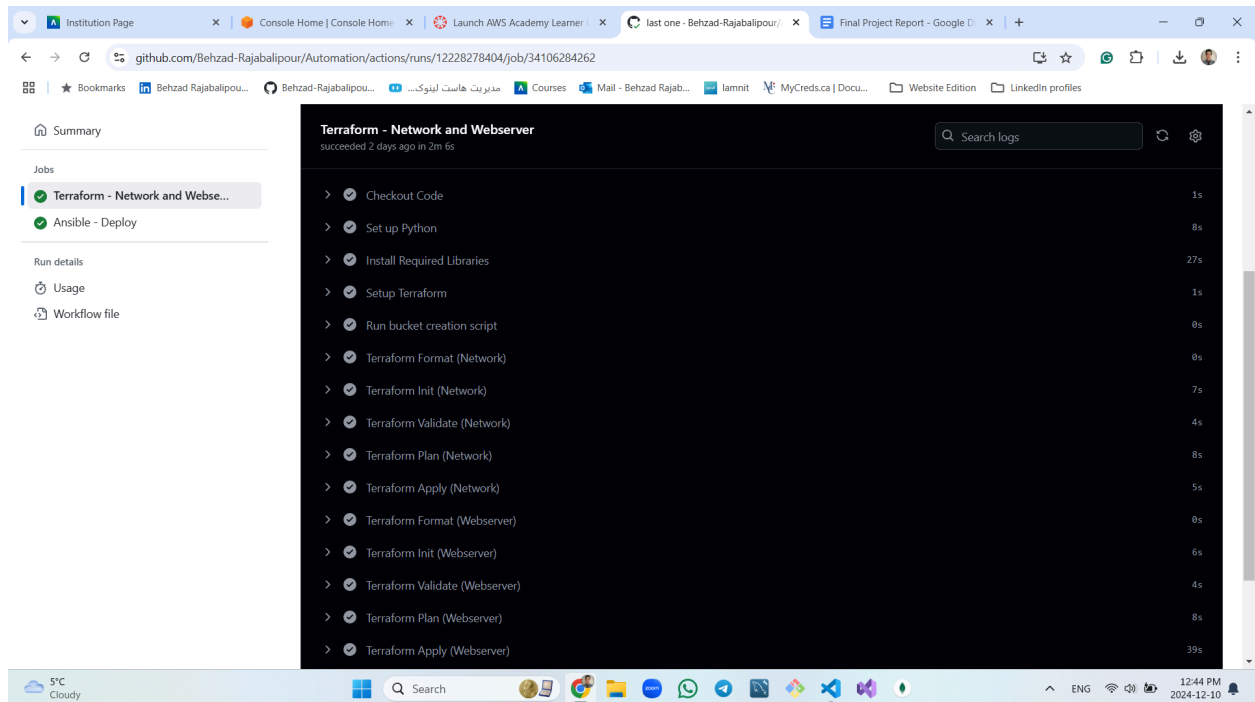 Institution Page
Console Home | Console Home
Launch AWS Academy Learner
last one · Behzad-Rajabalipour/
Final Project Report - Google D
github.com/Behzad-Rajabalipour/Automation/actions/runs/12228278404/job/34106284262
Bookmarks
Behzad Rajabalipou...
Behzad-Rajabalipou...
مدیریت هاست لینوک...
Courses
Mail - Behzad Rajab...
Iamnit
MyCreds.ca | Docu...
Website Edition
LinkedIn profiles
Summary
Jobs
Terraform - Network and Webse...
Ansible - Deploy
Run details
Usage
Workflow file
Terraform - Network and Webserver
succeeded 2 days ago in 2m 6s
Search logs
Checkout Code 1s
Set up Python 8s
Install Required Libraries 27s
Setup Terraform 1s
Run bucket creation script 0s
Terraform Format (Network) 0s
Terraform Init (Network) 7s
Terraform Validate (Network) 4s
Terraform Plan (Network) 8s
Terraform Apply (Network) 5s
Terraform Format (Webserver) 0s
Terraform Init (Webserver) 6s
Terraform Validate (Webserver) 4s
Terraform Plan (Webserver) 8s
Terraform Apply (Webserver) 39s
5°C
Cloudy
Search
zoom
ENG
12:44 PM
2024-12-10